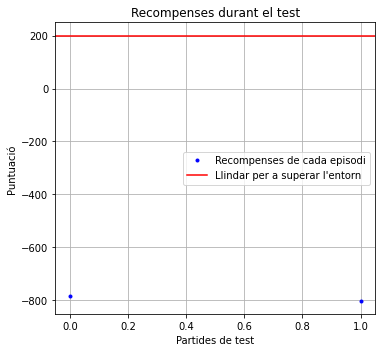 Recompenses durant el test
200
0
−200
−400
−600
−800
Puntuació
Recompenses de cada episodi
Llindar per a superar l'entorn
0.0 0.2 0.4 0.6 0.8 1.0
Partides de test